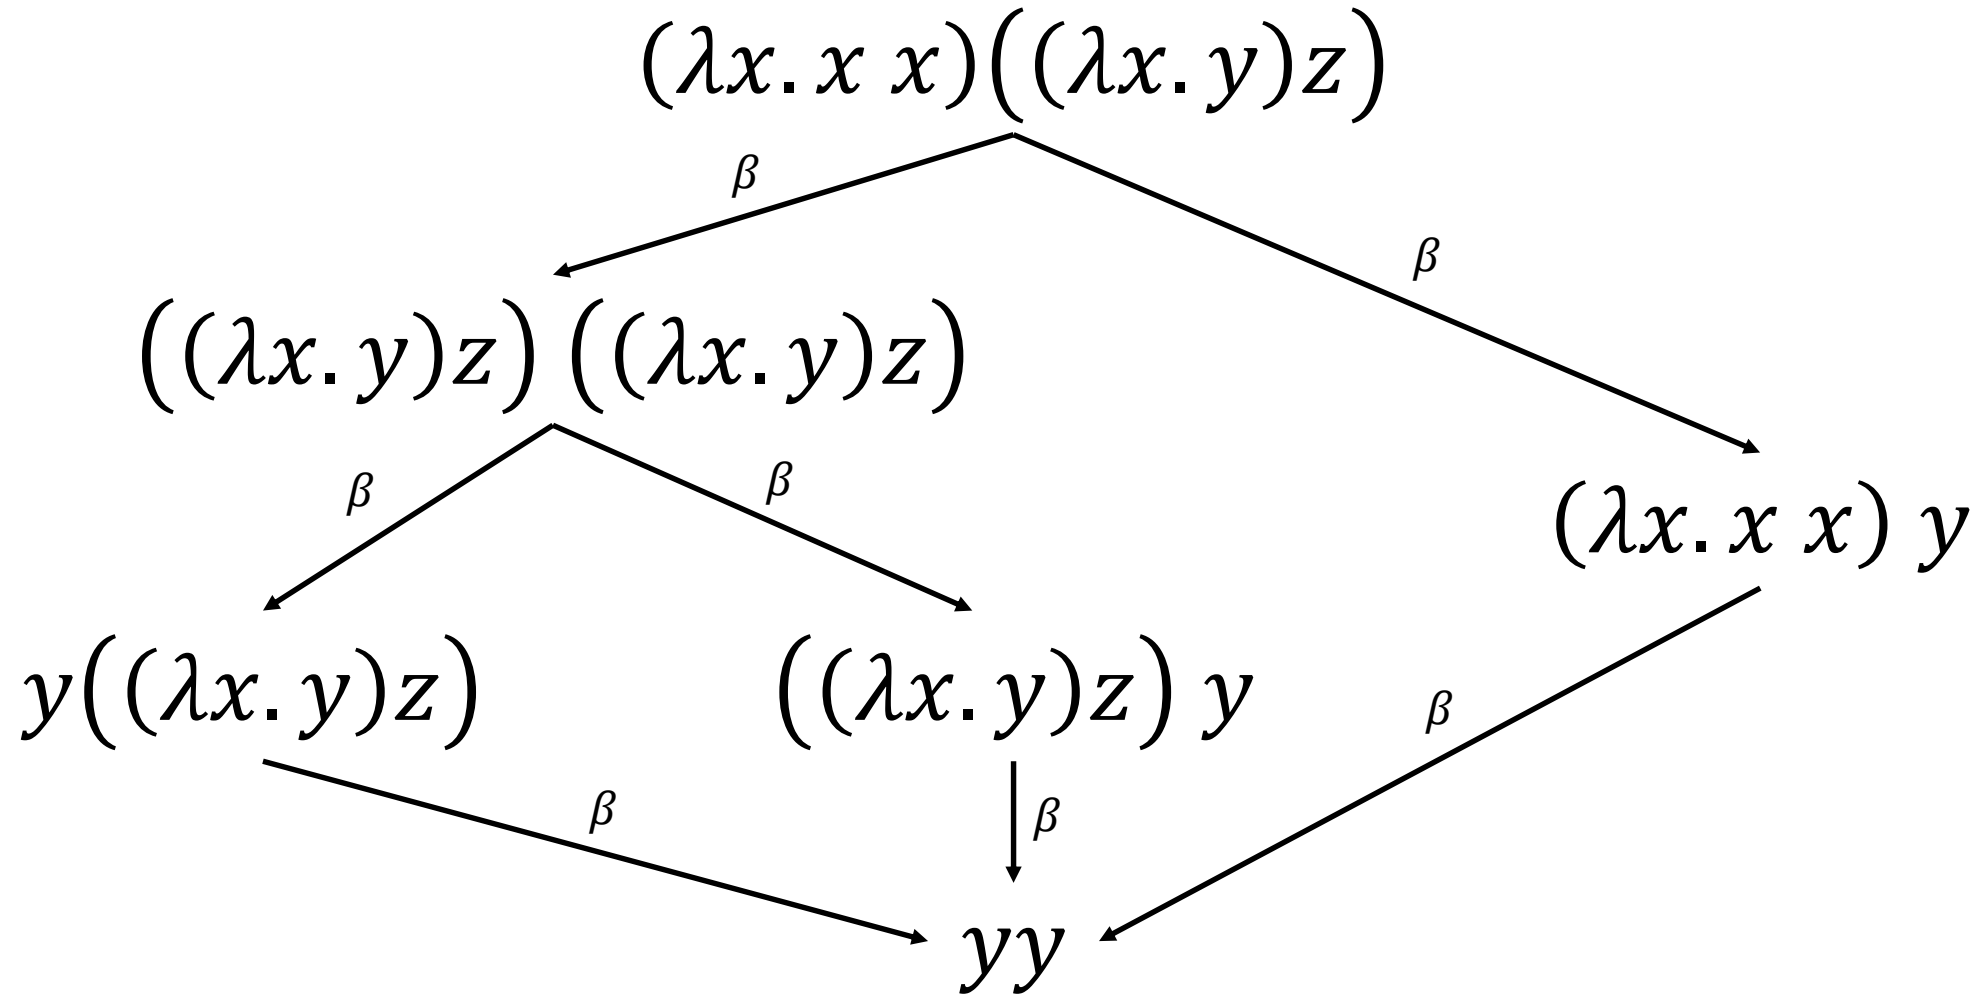 (λx. x x)((λx. y)z)
β
β
((λx. y)z) ((λx. y)z)
β
β
(λx. x x) y
y((λx. y)z)
((λx. y)z) y
β
β
β
yy